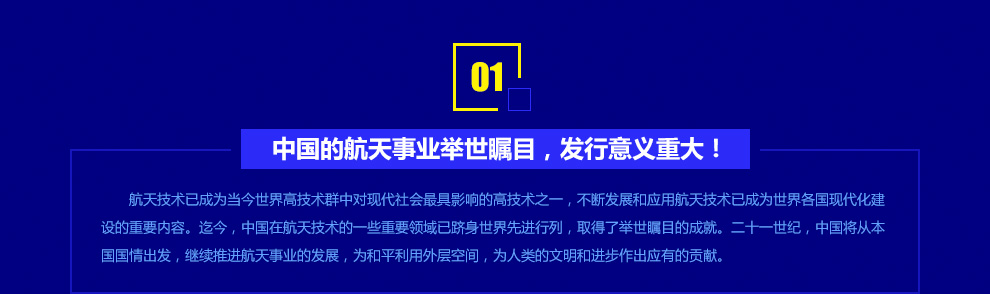 01
中国的航天事业举世瞩目，发行意义重大！
航天技术已成为当今世界高技术群中对现代社会最具影响的高技术之一，不断发展和应用航天技术已成为世界各国现代化建
设的重要内容。迄今，中国在航天技术的一些重要领域已跻身世界先进行列，取得了举世瞩目的成就。二十一世纪，中国将从本
国国情出发，继续推进航天事业的发展，为和平利用外层空间，为人类的文明和进步作出应有的贡献。